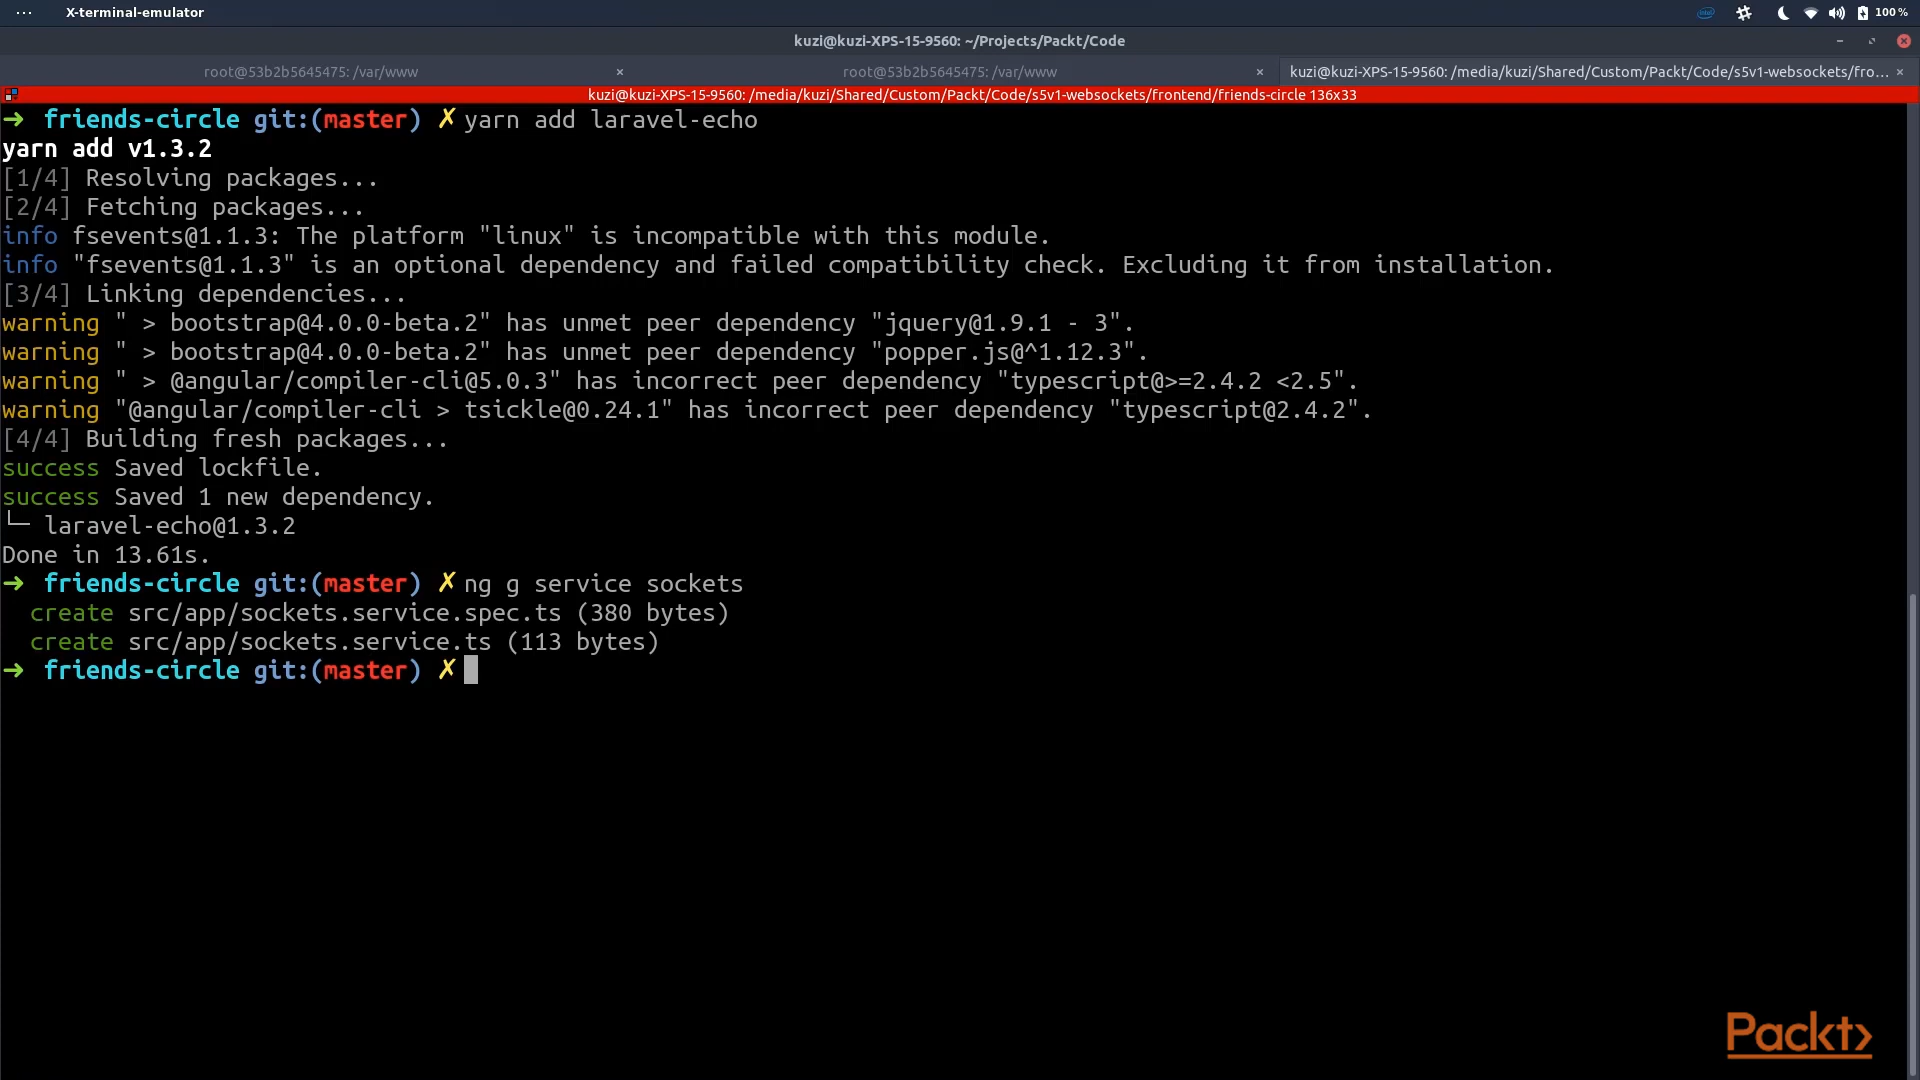 ... X-terminal-emulator 100 %
kuzi@kuzi-XPS-15-9560: ~/Projects/Packt/Code
root@53b2b5645475: /var/www × root@53b2b5645475: /var/www × kuzi@kuzi-XPS-15-9560: /media/kuzi/Shared/Custom/Packt/Code/s5v1-websockets/fro... ×
kuzi@kuzi-XPS-15-9560: /media/kuzi/Shared/Custom/Packt/Code/s5v1-websockets/frontend/friends-circle 136x33
➜ friends-circle git:(master) ✗ yarn add laravel-echo
yarn add v1.3.2
[1/4] Resolving packages...
[2/4] Fetching packages...
info fsevents@1.1.3: The platform "linux" is incompatible with this module.
info "fsevents@1.1.3" is an optional dependency and failed compatibility check. Excluding it from installation.
[3/4] Linking dependencies...
warning " > bootstrap@4.0.0-beta.2" has unmet peer dependency "jquery@1.9.1 - 3".
warning " > bootstrap@4.0.0-beta.2" has unmet peer dependency "popper.js@^1.12.3".
warning " > @angular/compiler-cli@5.0.3" has incorrect peer dependency "typescript@>=2.4.2 <2.5".
warning "@angular/compiler-cli > tsickle@0.24.1" has incorrect peer dependency "typescript@2.4.2".
[4/4] Building fresh packages...
success Saved lockfile.
success Saved 1 new dependency.
└─ laravel-echo@1.3.2
Done in 13.61s.
➜ friends-circle git:(master) ✗ ng g service sockets
create src/app/sockets.service.spec.ts (380 bytes)
create src/app/sockets.service.ts (113 bytes)
➜ friends-circle git:(master) ✗
Packt>